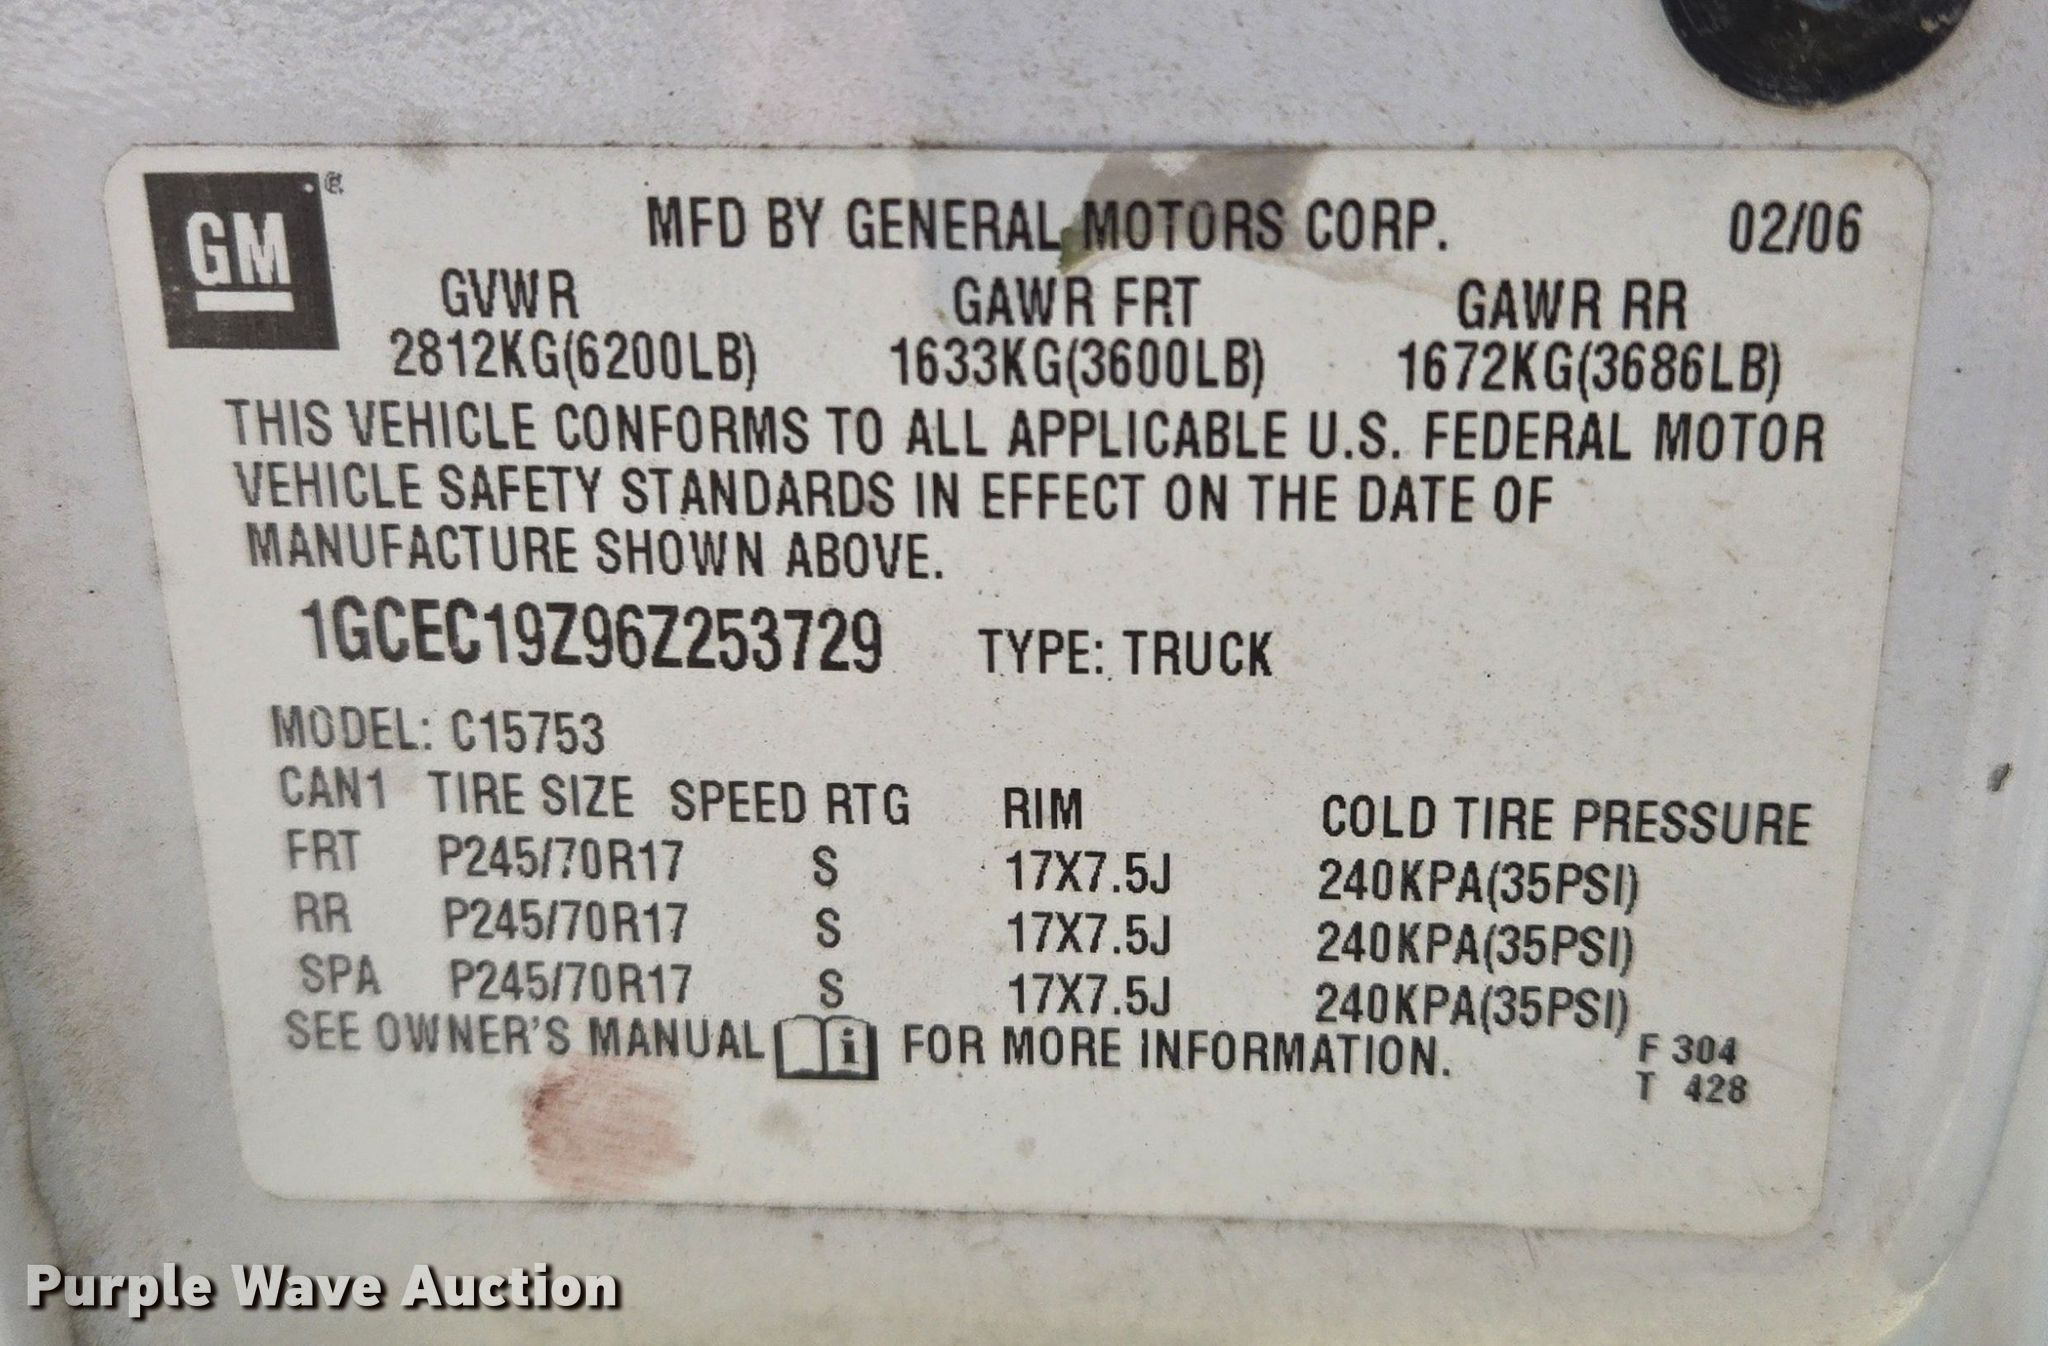 GM ®
MFD BY GENERAL MOTORS CORP. 02/06
GVWR GAWR FRT GAWR RR
2812KG(6200LB) 1633KG(3600LB) 1672KG(3686LB)
THIS VEHICLE CONFORMS TO ALL APPLICABLE U.S. FEDERAL MOTOR
VEHICLE SAFETY STANDARDS IN EFFECT ON THE DATE OF
MANUFACTURE SHOWN ABOVE.
1GCEC19Z96Z253729 TYPE: TRUCK
MODEL: C15753
CAN1 TIRE SIZE SPEED RTG RIM COLD TIRE PRESSURE
FRT P245/70R17 S 17X7.5J 240KPA(35PSI)
RR P245/70R17 S 17X7.5J 240KPA(35PSI)
SPA P245/70R17 S 17X7.5J 240KPA(35PSI)
SEE OWNER'S MANUAL i FOR MORE INFORMATION.
F 304
T 428
Purple Wave Auction